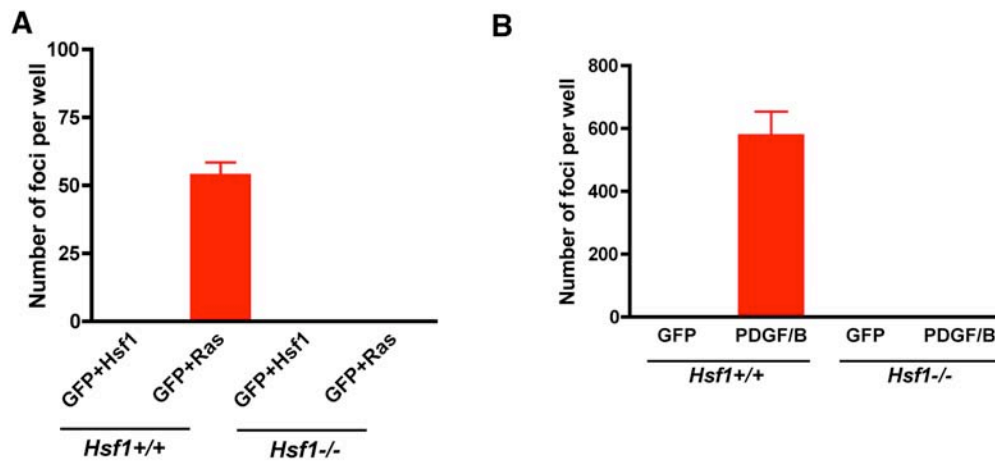 A
Number of foci per well
100
75
50
25
0
GFP+Hsf1
GFP+Ras
GFP+Hsf1
GFP+Ras
Hsf1+/+
Hsf1-/-
B
Number of foci per well
800
600
400
200
0
GFP PDGF/B GFP PDGF/B
Hsf1+/+ Hsf1-/-